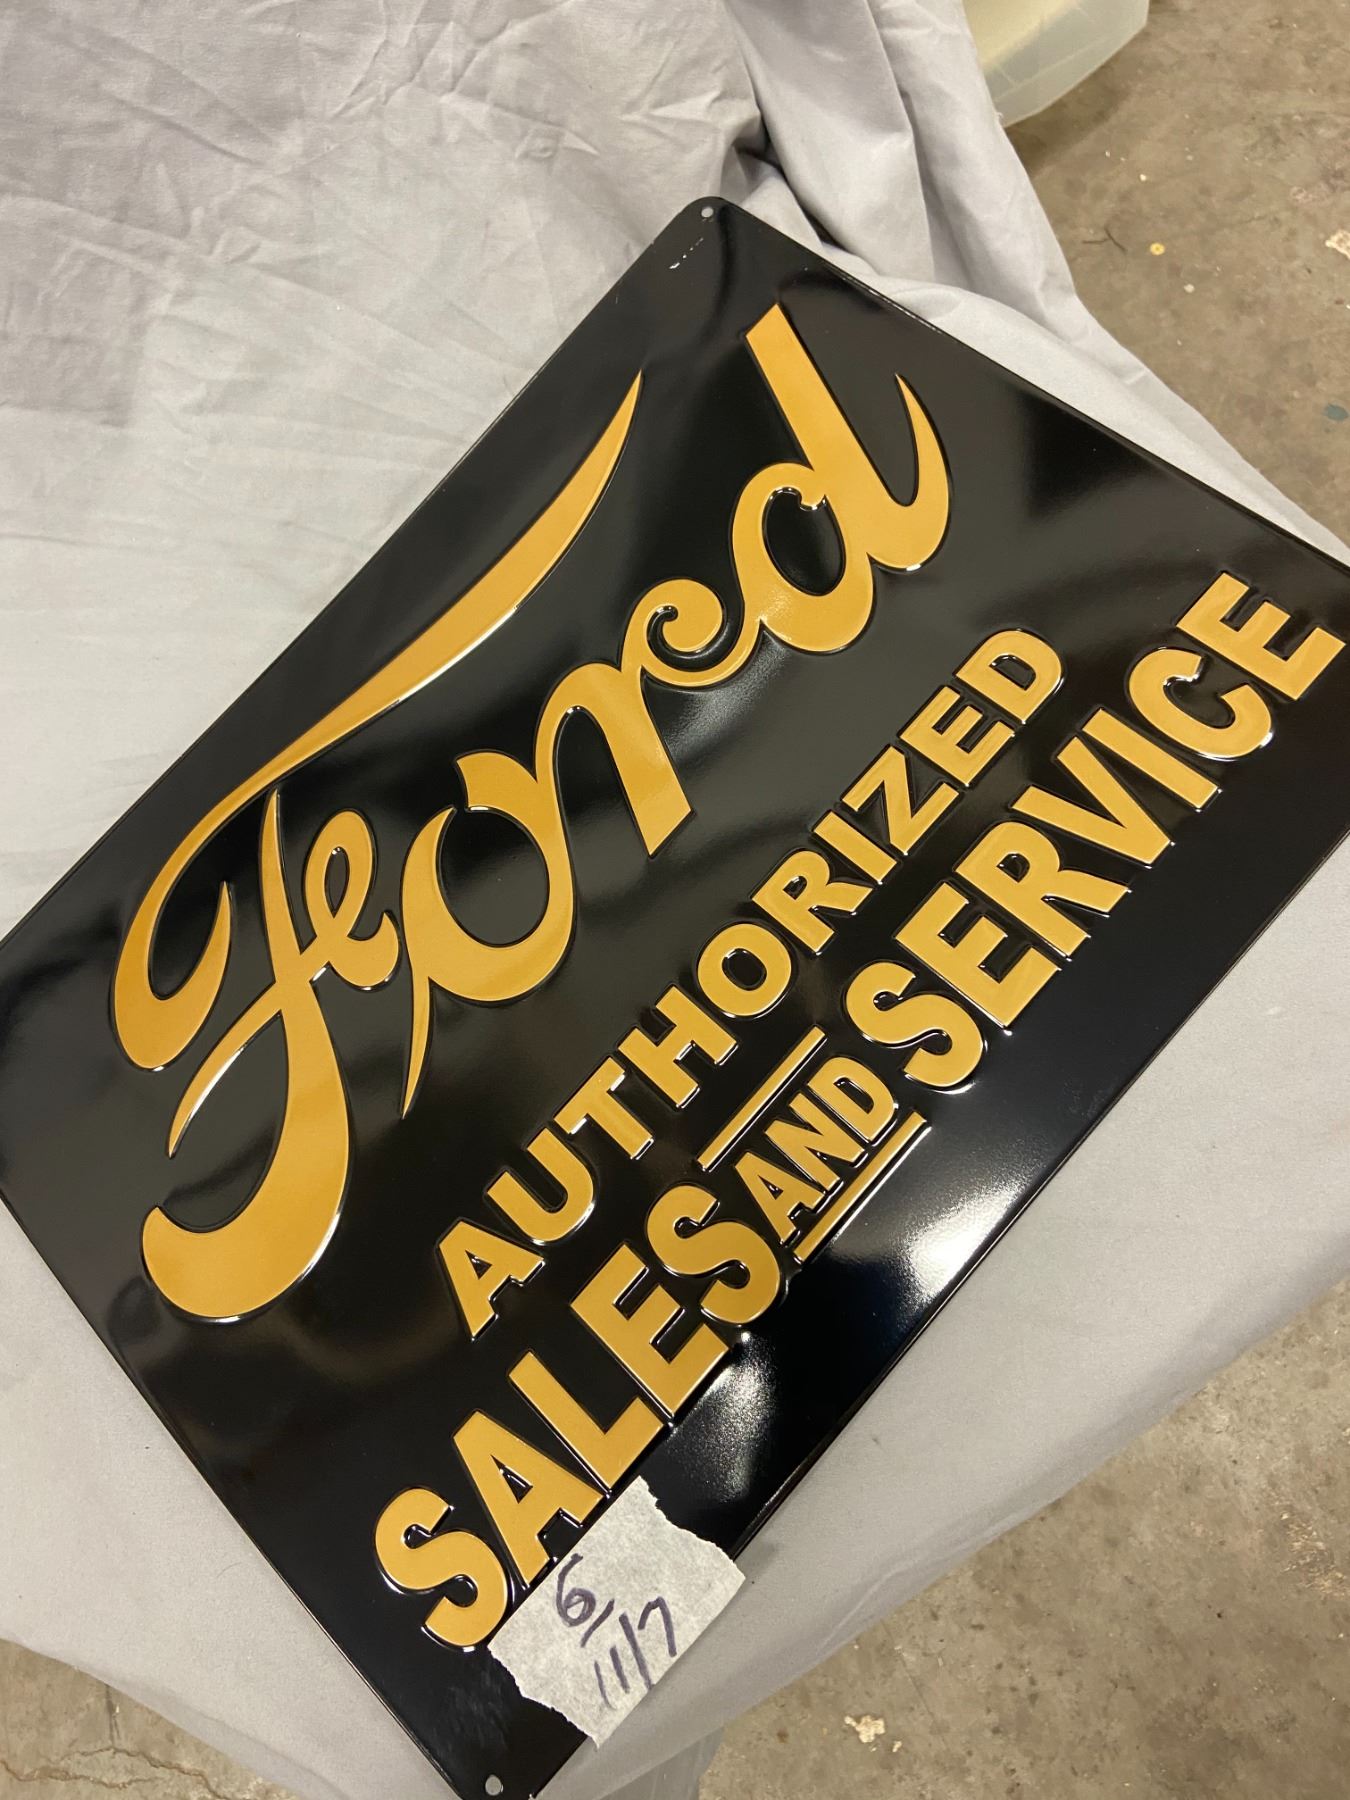 Ford
AUTHORIZED
SALES AND SERVICE
6,
11/7